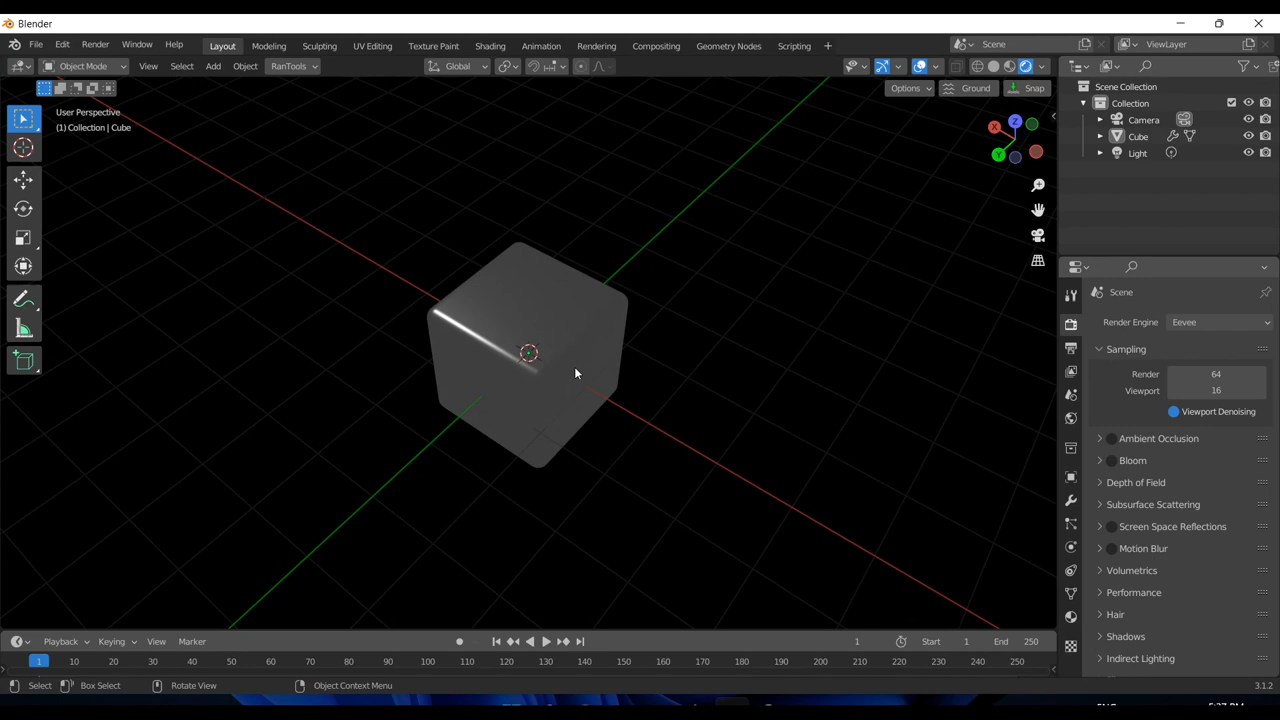 Blender
File Edit Render Window Help Layout Modeling Sculpting UV Editing Texture Paint Shading Animation Rendering Compositing Geometry Nodes Scripting + Scene ViewLayer
Object Mode View Select Add Object RanTools Global
Options Ground Snap
User Perspective
(1) Collection | Cube
X Z Y
Scene Collection
Collection
Camera
Cube
Light
Scene
Render Engine Eevee
Sampling
Render 64
Viewport 16
Viewport Denoising
Ambient Occlusion
Bloom
Depth of Field
Subsurface Scattering
Screen Space Reflections
Motion Blur
Volumetrics
Performance
Hair
Shadows
Indirect Lighting
Playback Keying View Marker 1 Start 1 End 250
1 10 20 30 40 50 60 70 80 90 100 110 120 130 140 150 160 170 180 190 200 210 220 230 240 250
Select Box Select Rotate View Object Context Menu 3.1.2